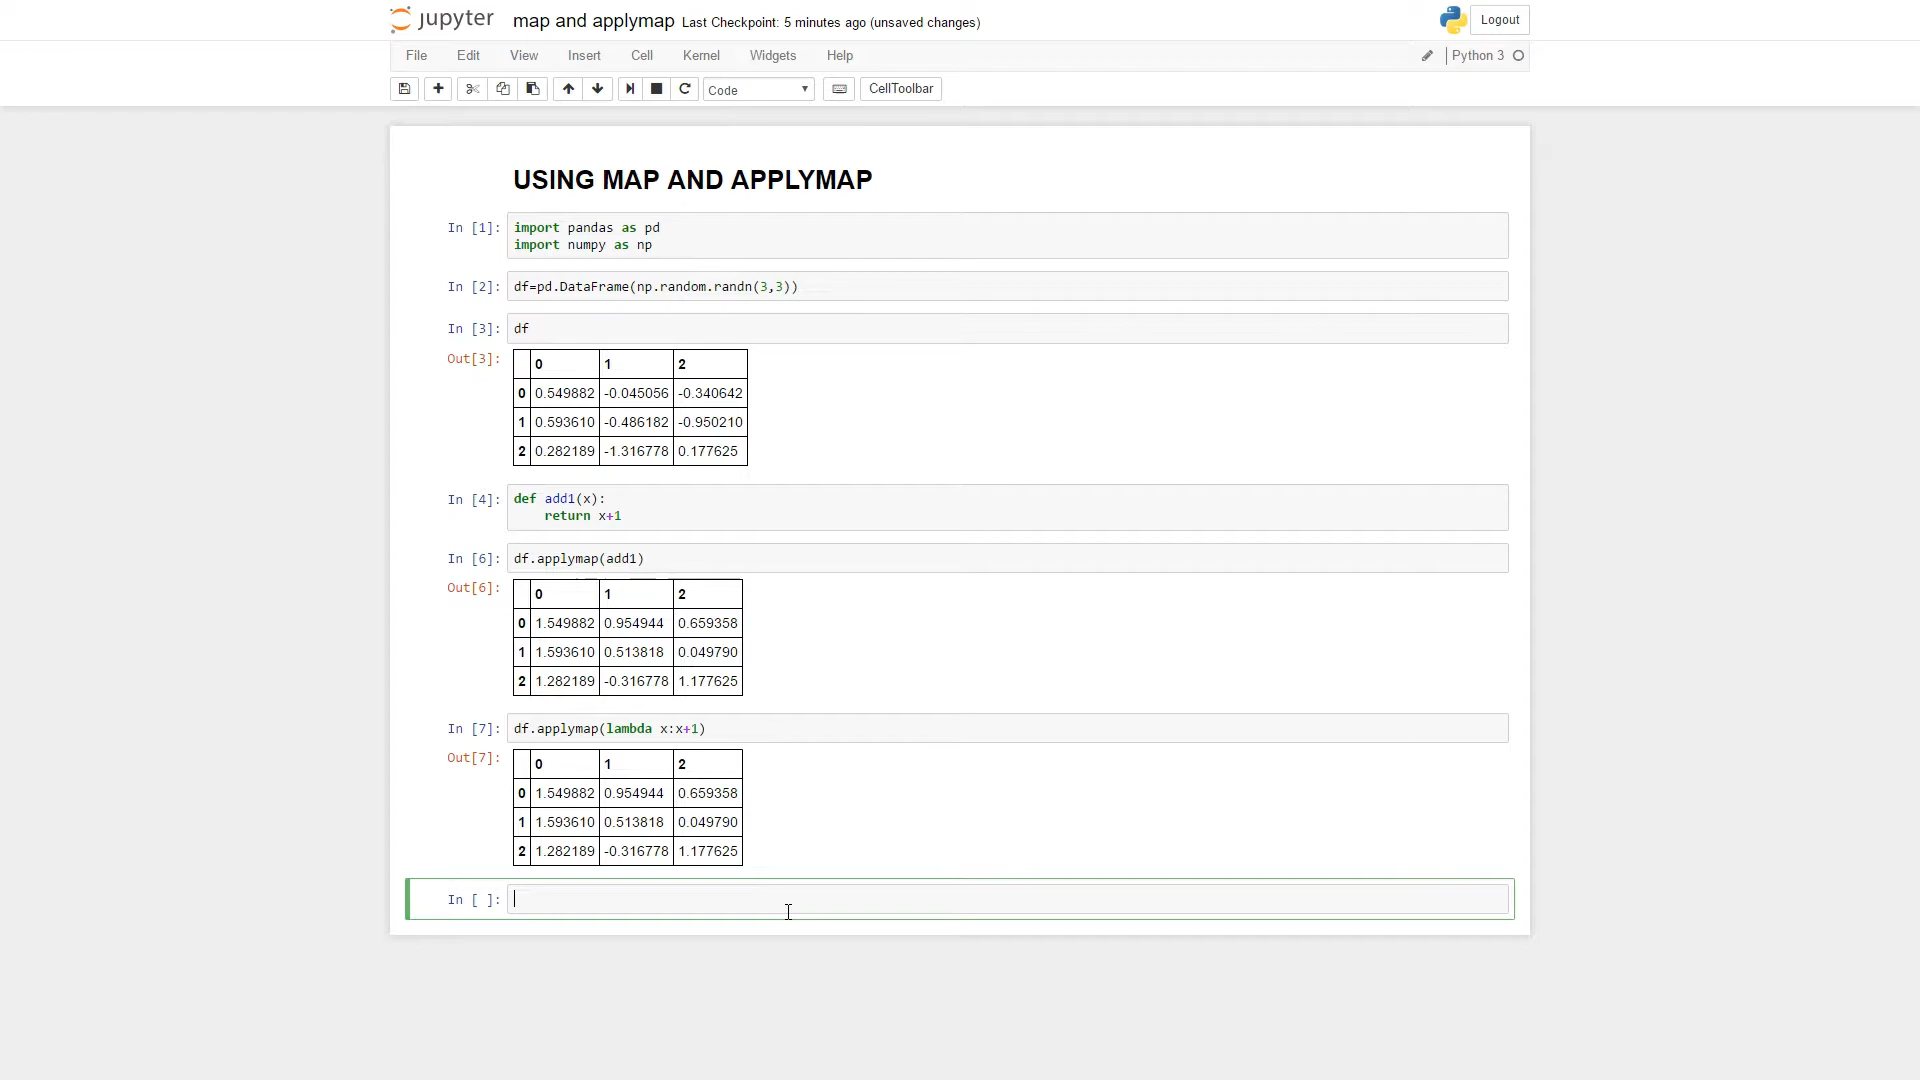 jupyter map and applymap Last Checkpoint: 5 minutes ago (unsaved changes) Logout
File Edit View Insert Cell Kernel Widgets Help Python 3
Code CellToolbar
USING MAP AND APPLYMAP
In [1]: import pandas as pd
import numpy as np
In [2]: df=pd.DataFrame(np.random.randn(3,3))
In [3]: df
Out[3]:
0 1 2
0 0.549882 -0.045056 -0.340642
1 0.593610 -0.486182 -0.950210
2 0.282189 -1.316778 0.177625
In [4]: def add1(x):
return x+1
In [6]: df.applymap(add1)
Out[6]:
0 1 2
0 1.549882 0.954944 0.659358
1 1.593610 0.513818 0.049790
2 1.282189 -0.316778 1.177625
In [7]: df.applymap(lambda x:x+1)
Out[7]:
0 1 2
0 1.549882 0.954944 0.659358
1 1.593610 0.513818 0.049790
2 1.282189 -0.316778 1.177625
In [ ]: